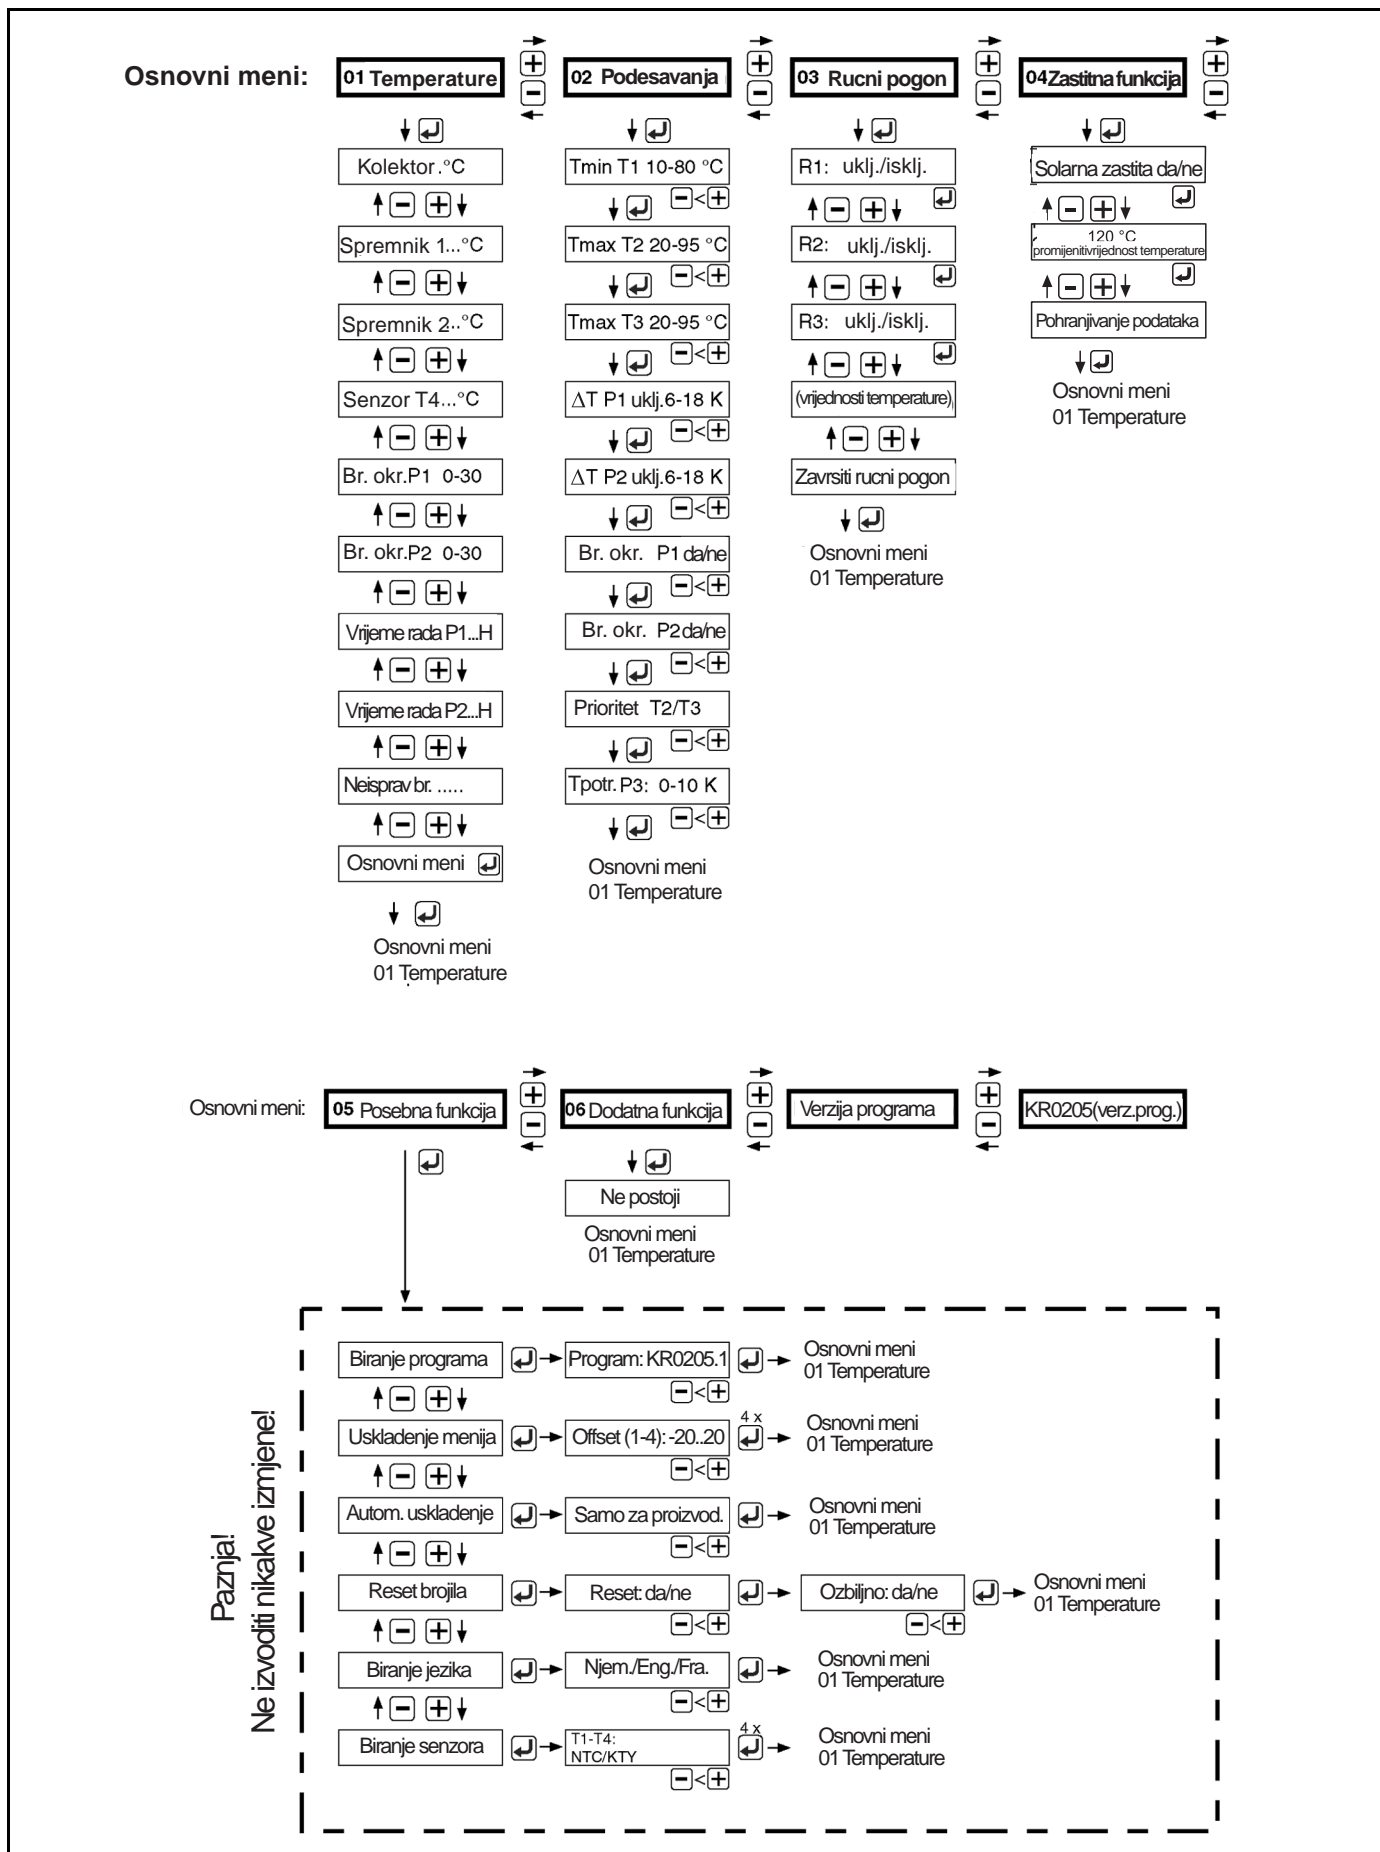 Osnovni meni:
01 Temperature
02 Podesavanja
03 Rucni pogon
04 Zastitna funkcija
Kolektor.°C
Spremnik 1...°C
Spremnik 2..°C
Senzor T4...°C
Br. okr.P1 0-30
Br. okr.P2 0-30
Vrijeme rada P1...H
Vrijeme rada P2...H
Neisprav br. .....
Osnovni meni
Osnovni meni
01 Temperature
Tmin T1 10-80 °C
−<+
Tmax T2 20-95 °C
−<+
Tmax T3 20-95 °C
−<+
ΔT P1 uklj.6-18 K
−<+
ΔT P2 uklj.6-18 K
−<+
Br. okr. P1 da/ne
−<+
Br. okr. P2 da/ne
−<+
Prioritet T2/T3
−<+
Tpotr. P3: 0-10 K
−<+
Osnovni meni
01 Temperature
R1: uklj./isklj.
R2: uklj./isklj.
R3: uklj./isklj.
(vrijednosti temperature)
Zavrsiti rucni pogon
Osnovni meni
01 Temperature
Solarna zastita da/ne
120 °C
promijenitivrijednost temperature
Pohranjivanje podataka
Osnovni meni
01 Temperature
Osnovni meni:
05 Posebna funkcija
06 Dodatna funkcija
Verzija programa
KR0205(verz.prog.)
Ne postoji
Osnovni meni
01 Temperature
Paznja!
Ne izvoditi nikakve izmjene!
Biranje programa
Program: KR0205.1
−<+
Osnovni meni
01 Temperature
Uskladenje menija
Offset (1-4): -20..20
−<+
4 x
Osnovni meni
01 Temperature
Autom. uskladenje
Samo za proizvod.
−<+
Osnovni meni
01 Temperature
Reset brojila
Reset: da/ne
−<+
Ozbiljno: da/ne
−<+
Osnovni meni
01 Temperature
Biranje jezika
Njem./Eng./Fra.
−<+
Osnovni meni
01 Temperature
Biranje senzora
T1-T4:
NTC/KTY
−<+
4 x
Osnovni meni
01 Temperature